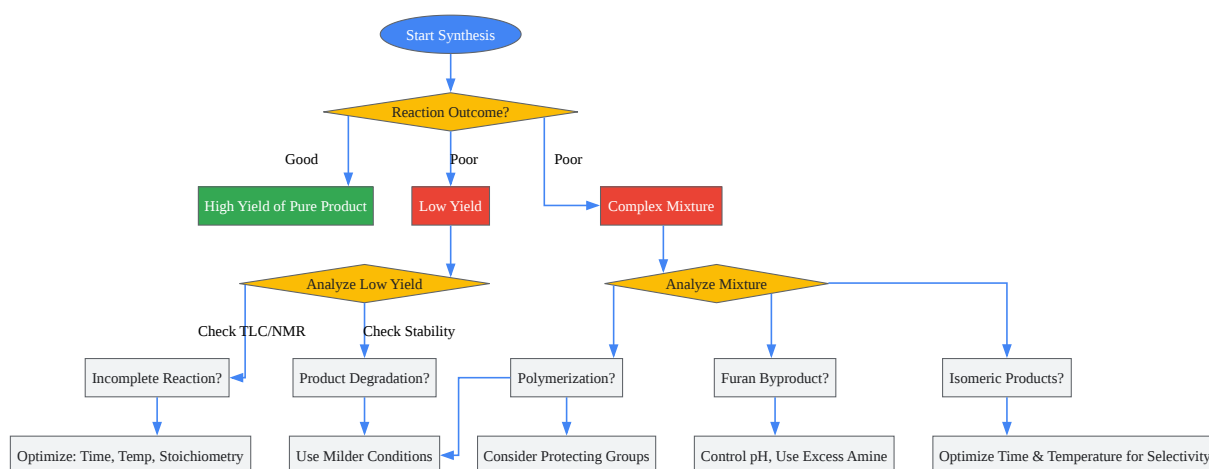 Start Synthesis
Reaction Outcome?
Good
Poor
Poor
High Yield of Pure Product
Low Yield
Complex Mixture
Analyze Low Yield
Analyze Mixture
Check TLC/NMR
Check Stability
Incomplete Reaction?
Product Degradation?
Polymerization?
Furan Byproduct?
Isomeric Products?
Optimize: Time, Temp, Stoichiometry
Use Milder Conditions
Consider Protecting Groups
Control pH, Use Excess Amine
Optimize Time & Temperature for Selectivity